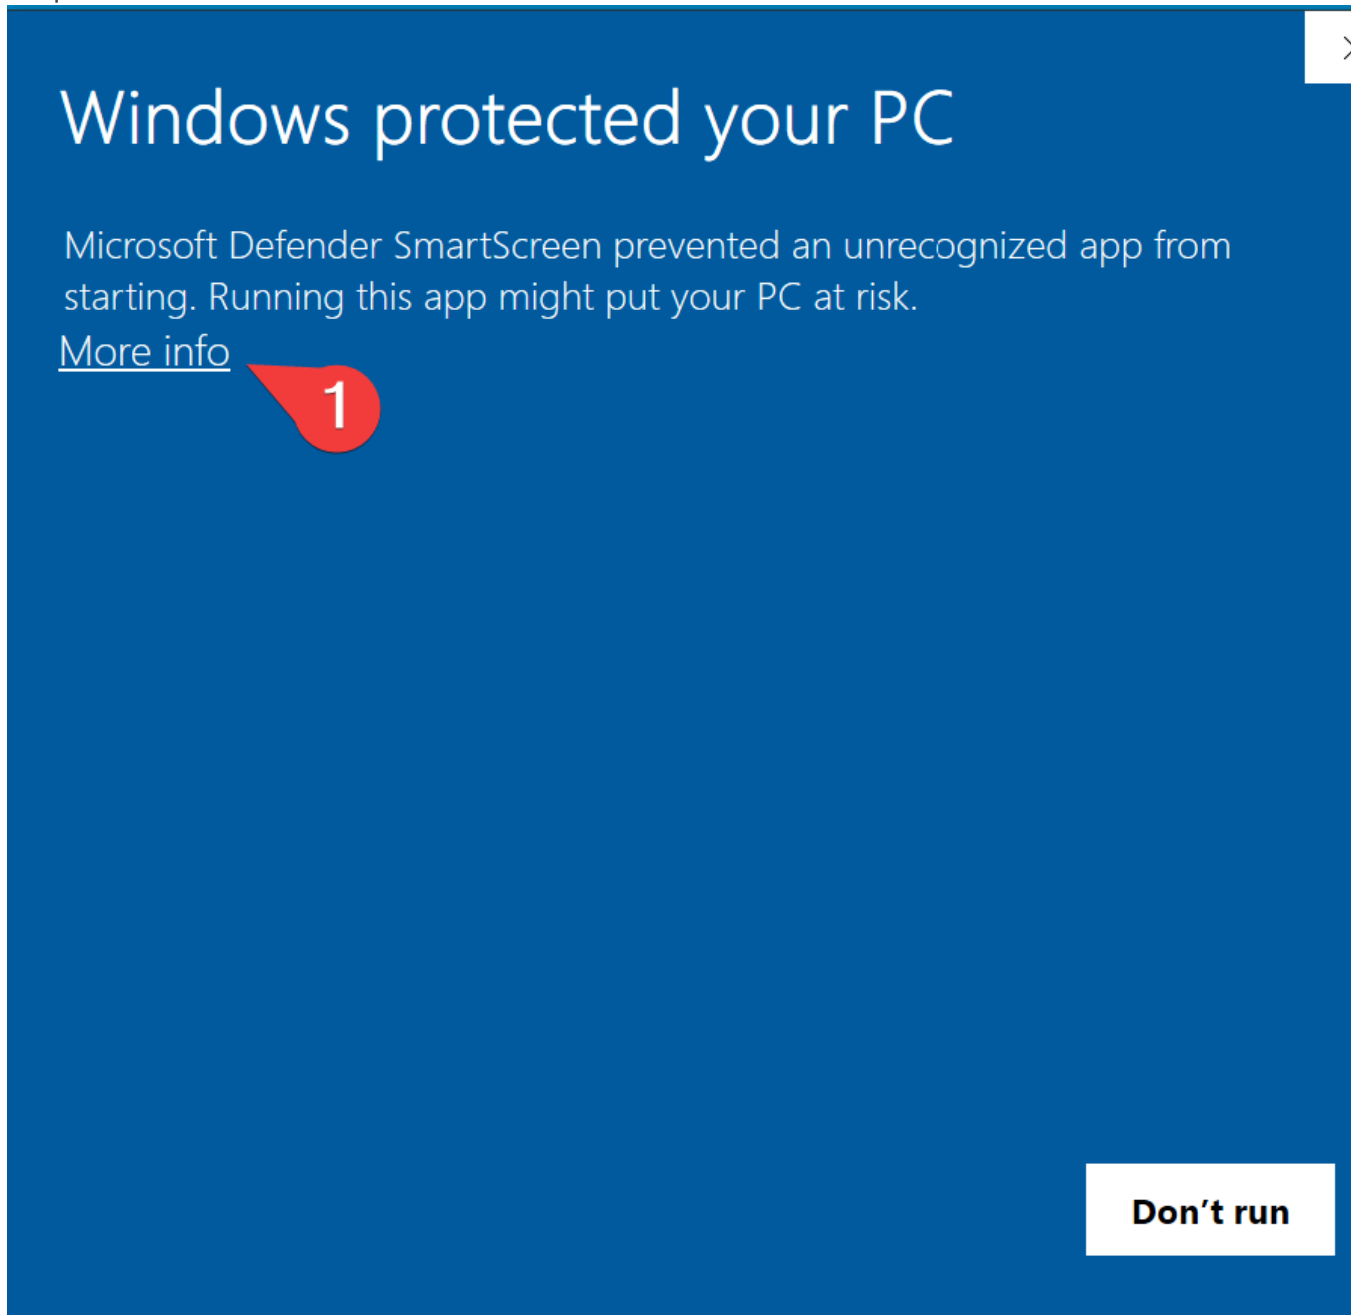 Windows protected your PC
Microsoft Defender SmartScreen prevented an unrecognized app from
starting. Running this app might put your PC at risk.
More info
1
Don't run